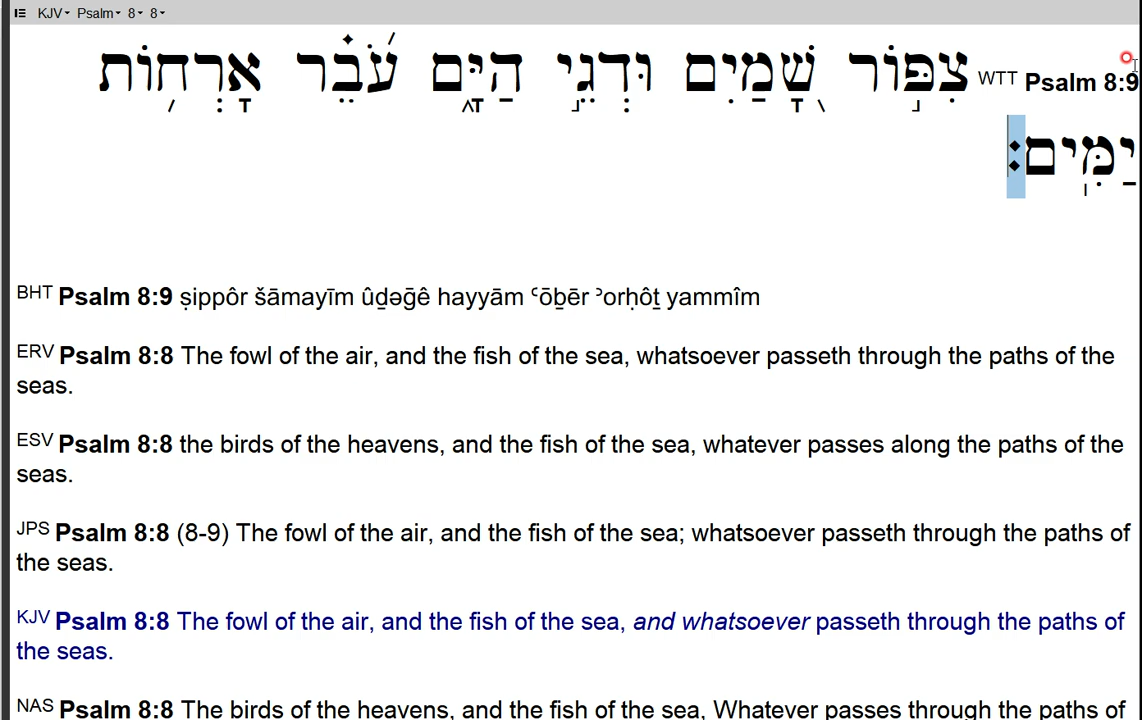 KJV Psalm 8 8
WTT Psalm 8:9 צִפּ֣וֹר שָׁ֭מַיִם וּדְגֵ֣י הַיָּ֑ם עֹ֝בֵ֗ר אָרְח֥וֹת
יַמִּֽים׃
BHT Psalm 8:9 ṣippôr šāmayīm ûḏəḡê hayyām ʿōḇēr ʾorḥôṯ yammîm
ERV Psalm 8:8 The fowl of the air, and the fish of the sea, whatsoever passeth through the paths of the
seas.
ESV Psalm 8:8 the birds of the heavens, and the fish of the sea, whatever passes along the paths of the
seas.
JPS Psalm 8:8 (8-9) The fowl of the air, and the fish of the sea; whatsoever passeth through the paths of
the seas.
KJV Psalm 8:8 The fowl of the air, and the fish of the sea, and whatsoever passeth through the paths of
the seas.
NAS Psalm 8:8 The birds of the heavens, and the fish of the sea, Whatever passes through the paths of